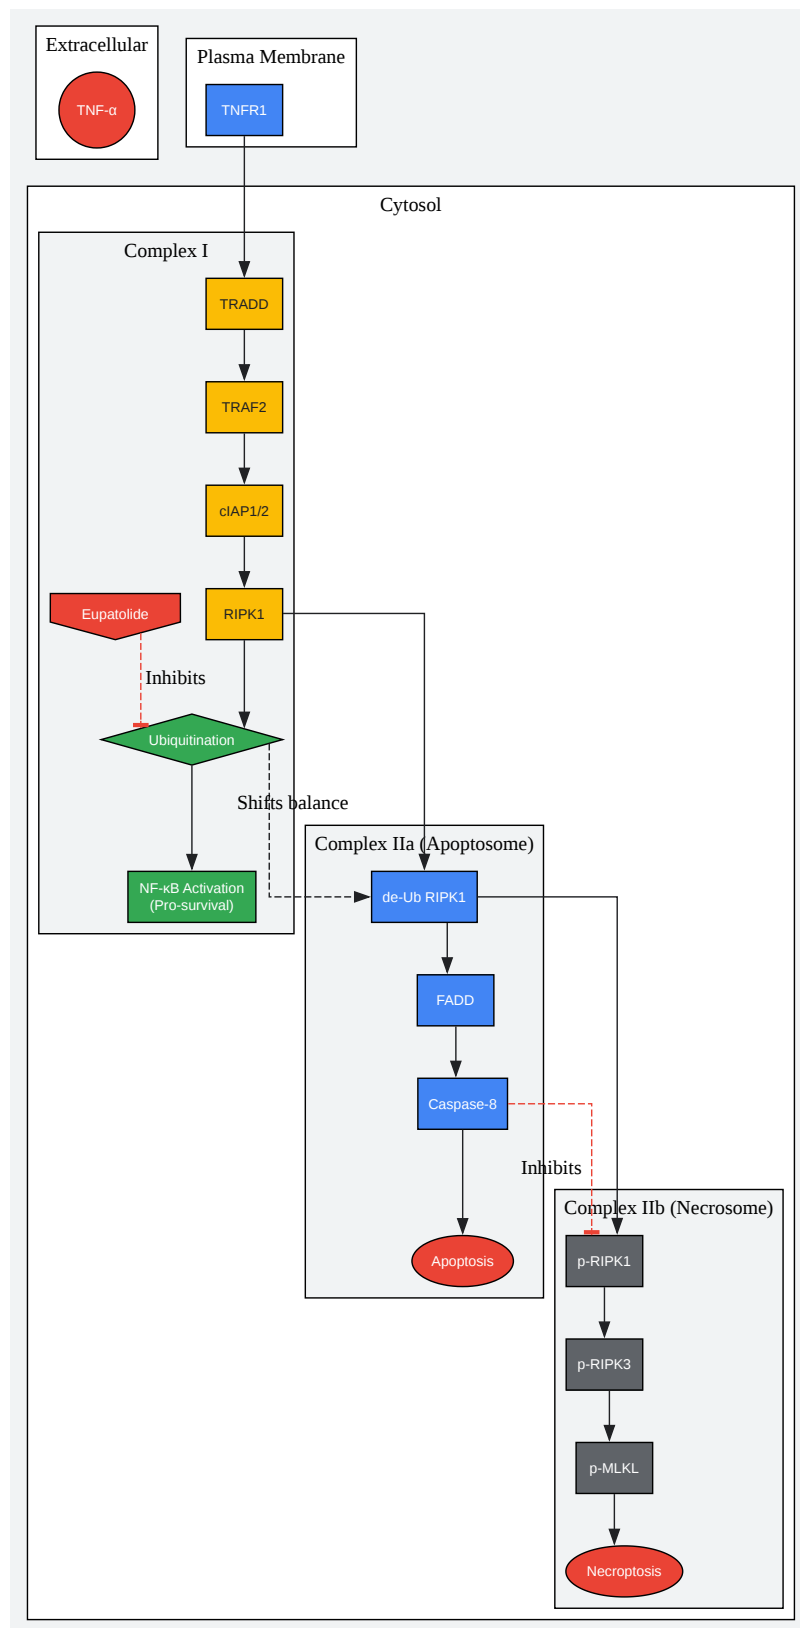 Extracellular
TNF-α
Plasma Membrane
TNFR1
Cytosol
Complex I
TRADD
TRAF2
cIAP1/2
Eupatolide
RIPK1
Inhibits
Ubiquitination
Shifts balance
NF-κB Activation
(Pro-survival)
Complex IIa (Apoptosome)
de-Ub RIPK1
FADD
Caspase-8
Inhibits
Apoptosis
Complex IIb (Necrosome)
p-RIPK1
p-RIPK3
p-MLKL
Necroptosis